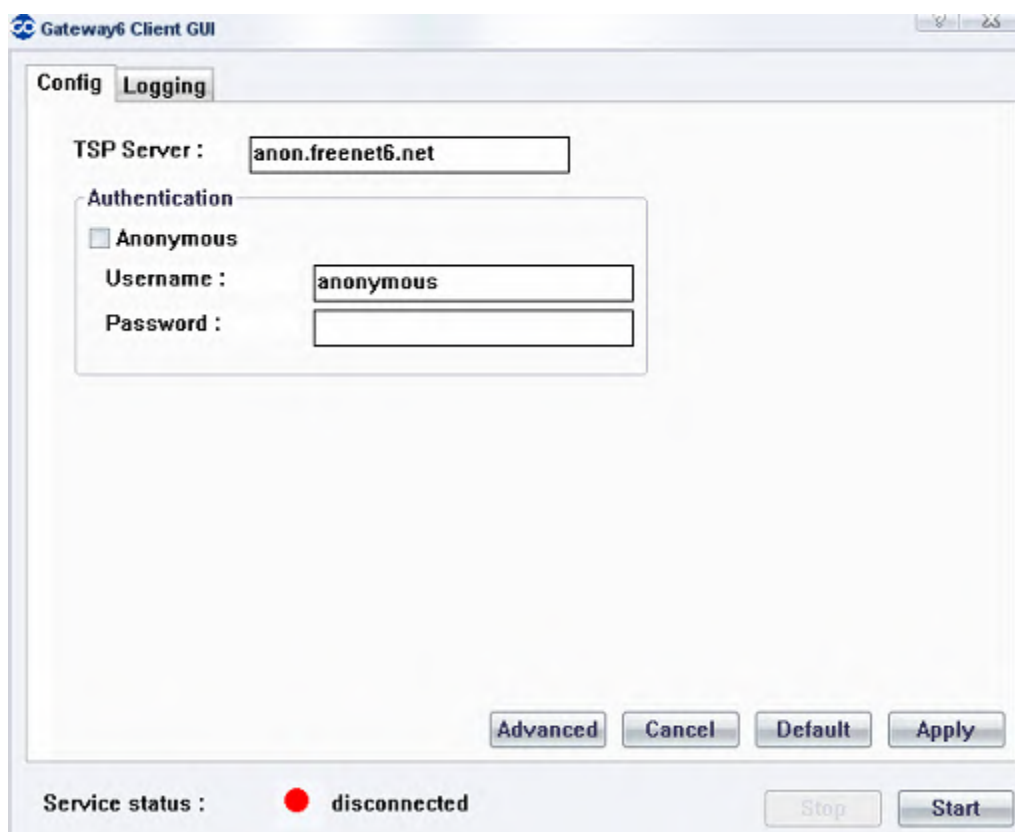 Gateway6 Client GUI
Config Logging
TSP Server : anon.freenet6.net
Authentication
Anonymous
Username : anonymous
Password :
Advanced Cancel Default Apply
Service status : disconnected Stop Start